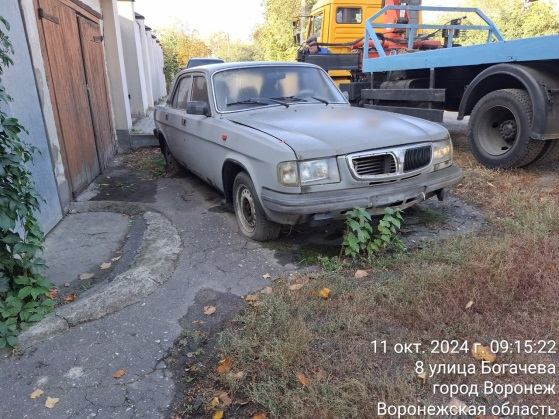 11 окт. 2024 г. 09:15:22
8 улица Богачева
город Воронеж
Воронежская область